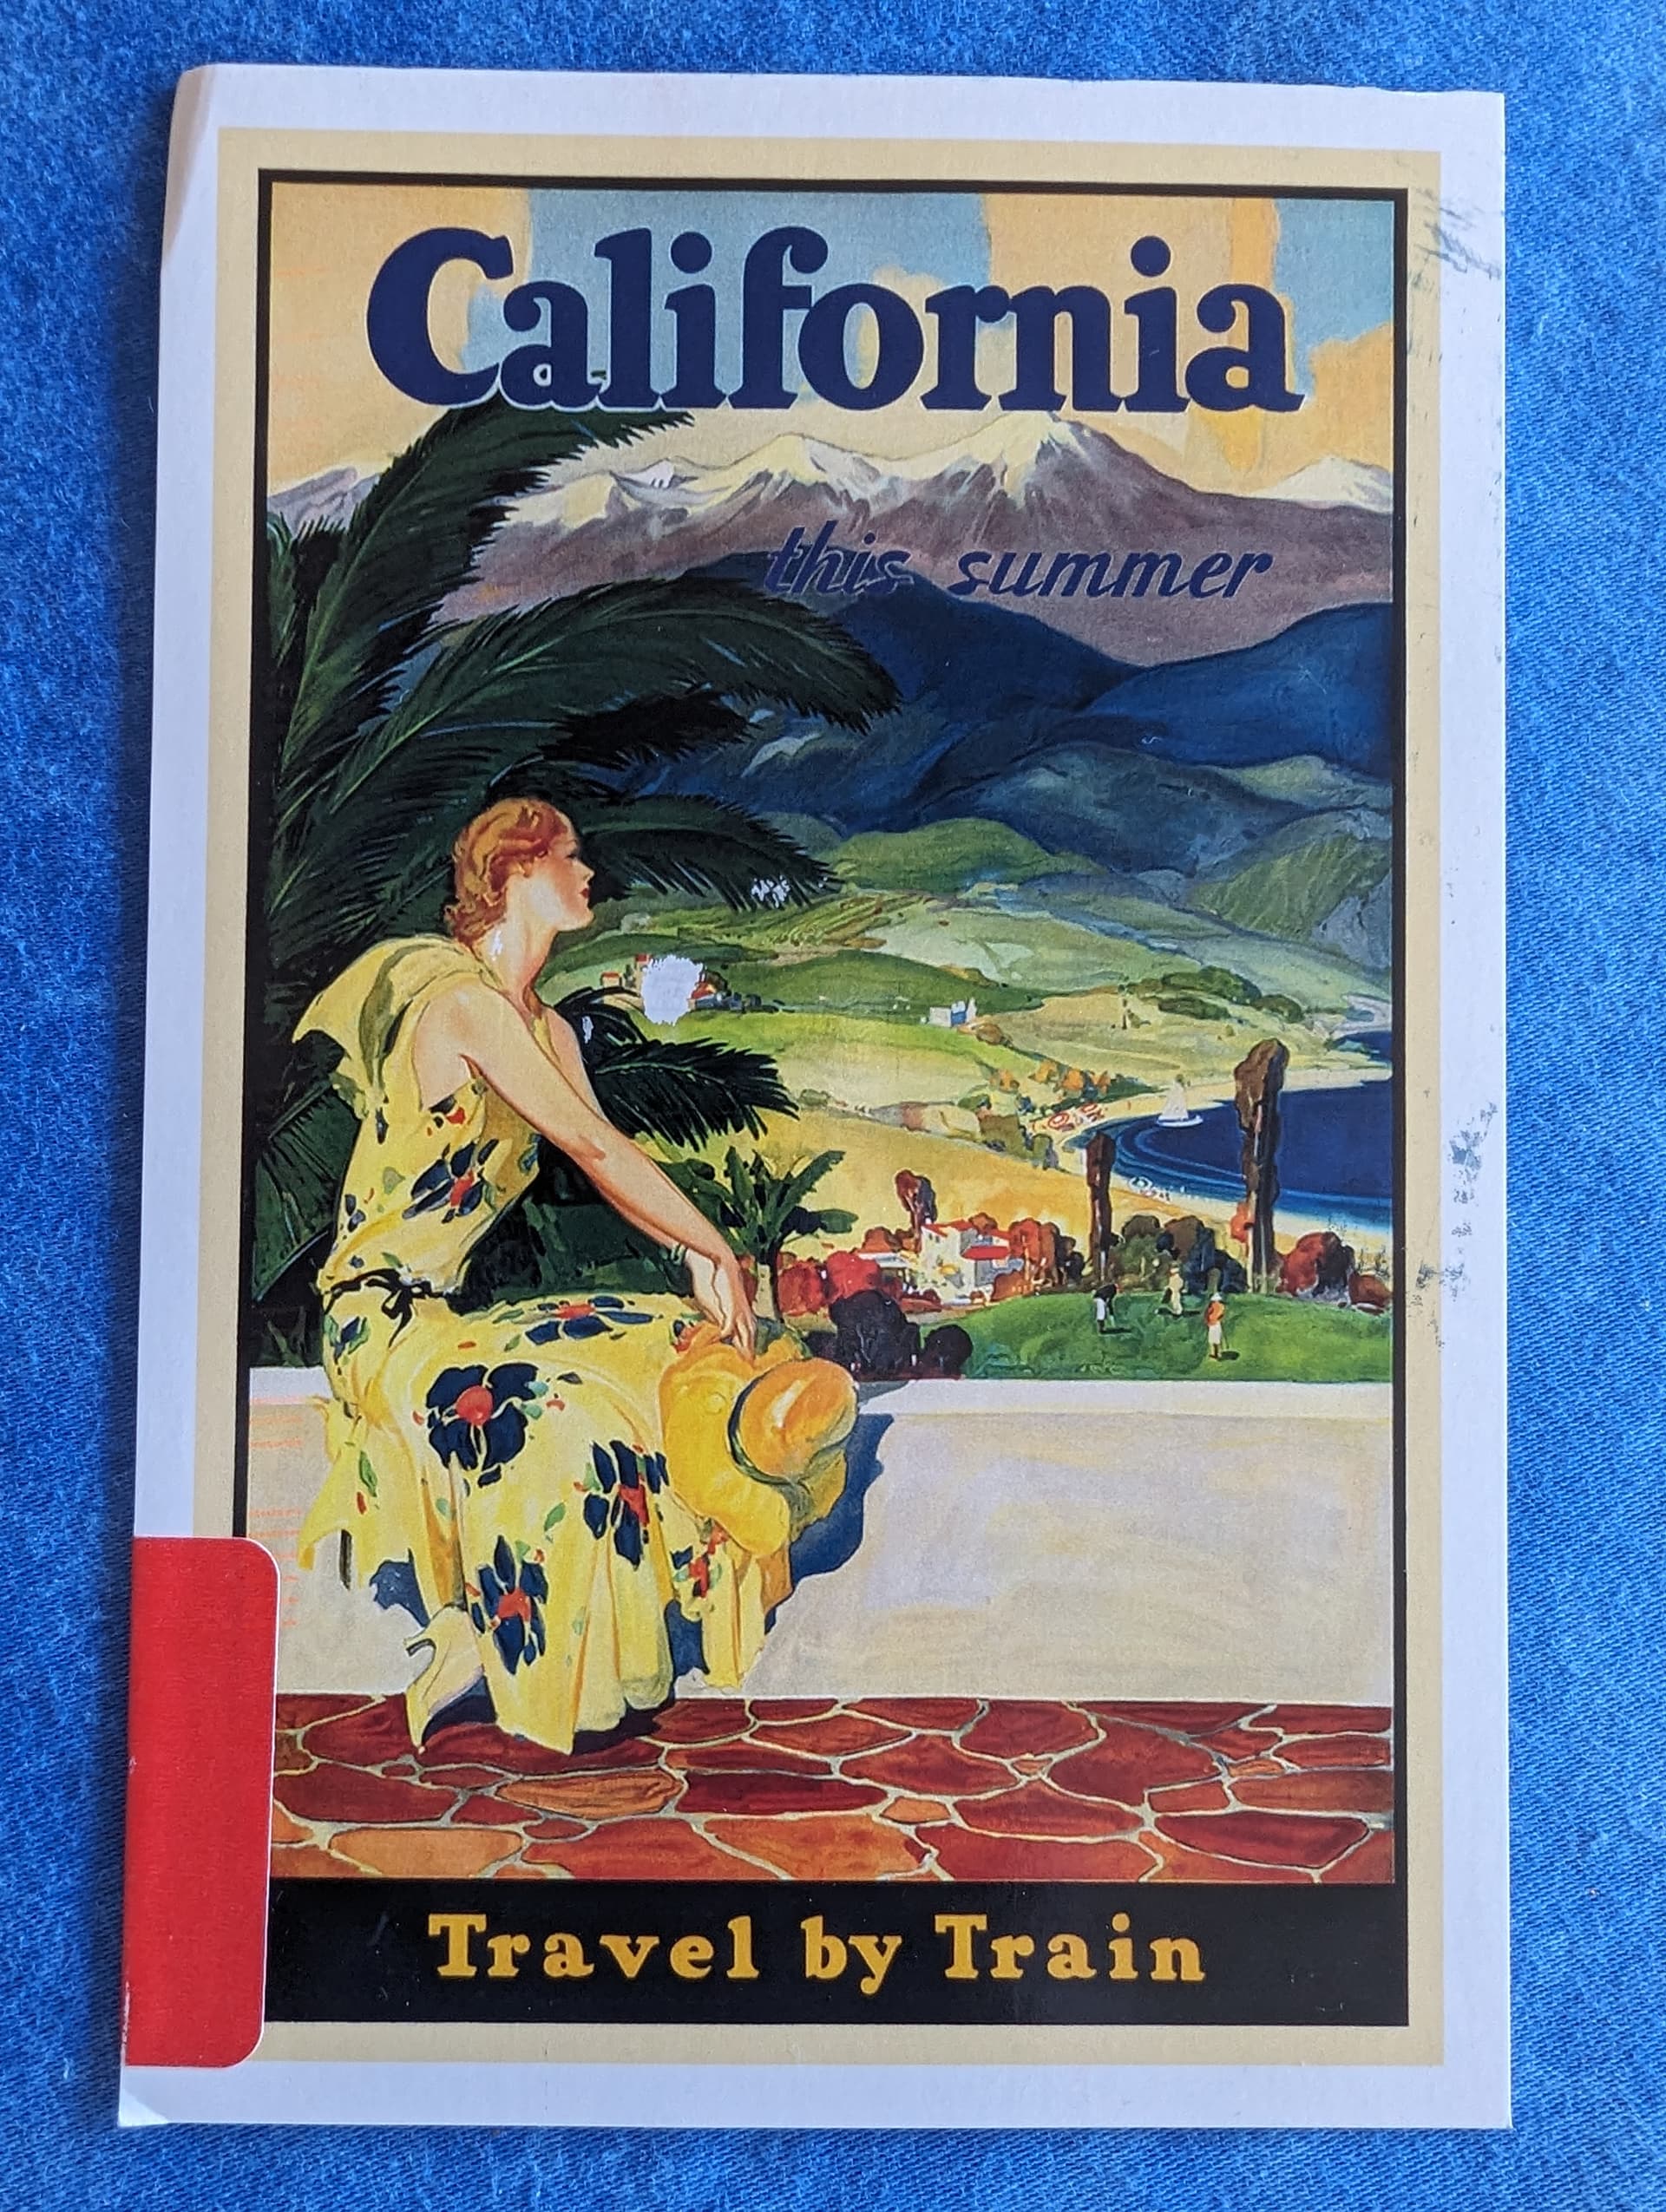 California
this summer
Travel by Train